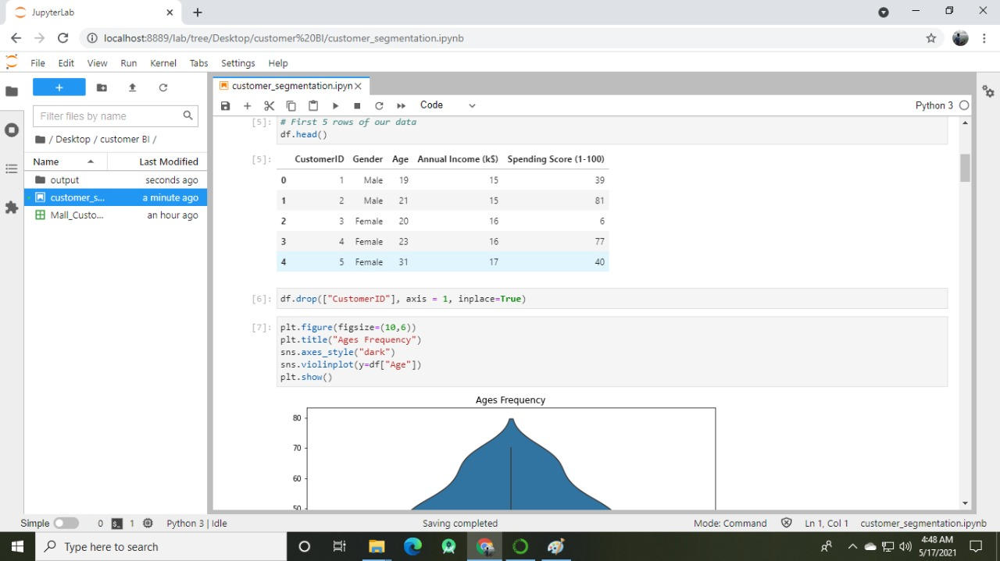 JupyterLab
localhost:8889/lab/tree/Desktop/customer%20BI/customer_segmentation.ipynb
File Edit View Run Kernel Tabs Settings Help
Filter files by name
/ Desktop / customer BI /
Name Last Modified
output seconds ago
customer_s... a minute ago
Mall_Custo... an hour ago
customer_segmentation.ipyn
Code
Python 3
[5]: # First 5 rows of our data
df.head()
[5]: CustomerID Gender Age Annual Income (k$) Spending Score (1-100)
0 1 Male 19 15 39
1 2 Male 21 15 81
2 3 Female 20 16 6
3 4 Female 23 16 77
4 5 Female 31 17 40
[6]: df.drop(["CustomerID"], axis = 1, inplace=True)
[7]: plt.figure(figsize=(10,6))
plt.title("Ages Frequency")
sns.axes_style("dark")
sns.violinplot(y=df["Age"])
plt.show()
Ages Frequency
80
70
60
50
Simple 0 $_ 1 Python 3 | Idle Saving completed Mode: Command Ln 1, Col 1 customer_segmentation.ipynb
Type here to search
4:48 AM
5/17/2021